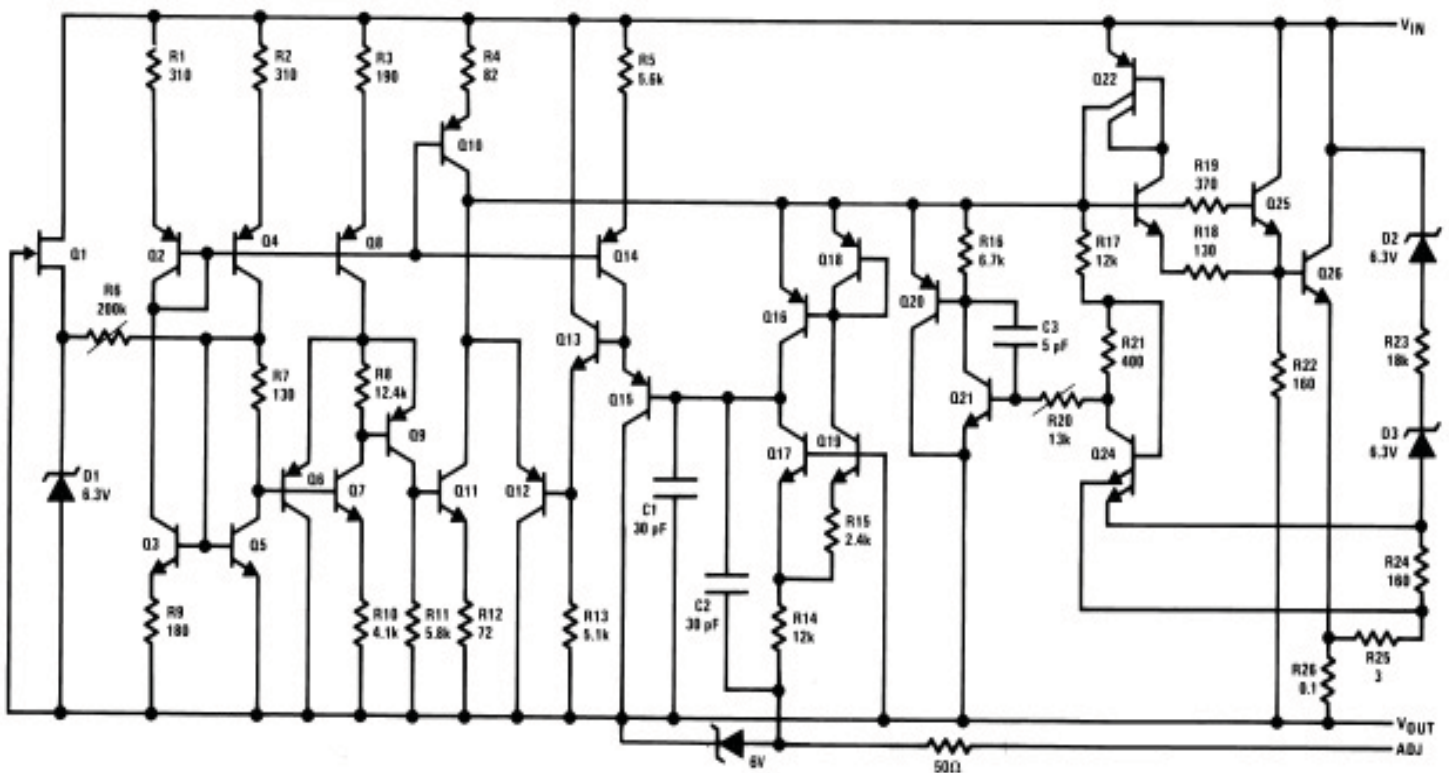 VIN
R1
310
R2
310
R3
190
R4
82
R5
5.6k
Q22
Q10
R19
370
Q1
Q2
Q4
Q8
Q14
Q18
R16
6.7k
R17
12k
R18
130
Q25
Q26
D2
6.3V
R6
200k
Q13
Q16
Q20
C3
5 pF
R21
400
R22
160
R23
18k
R7
130
R8
12.4k
Q9
Q15
Q21
R20
13k
D3
6.3V
D1
6.3V
Q6
Q7
Q11
Q12
Q17
Q19
Q24
C1
30 pF
R15
2.4k
Q3
Q5
R24
160
R9
180
R10
4.1k
R11
5.8k
R12
72
R13
5.1k
C2
30 pF
R14
12k
R26
0.1
R25
3
VOUT
ADJ
6V
50Ω